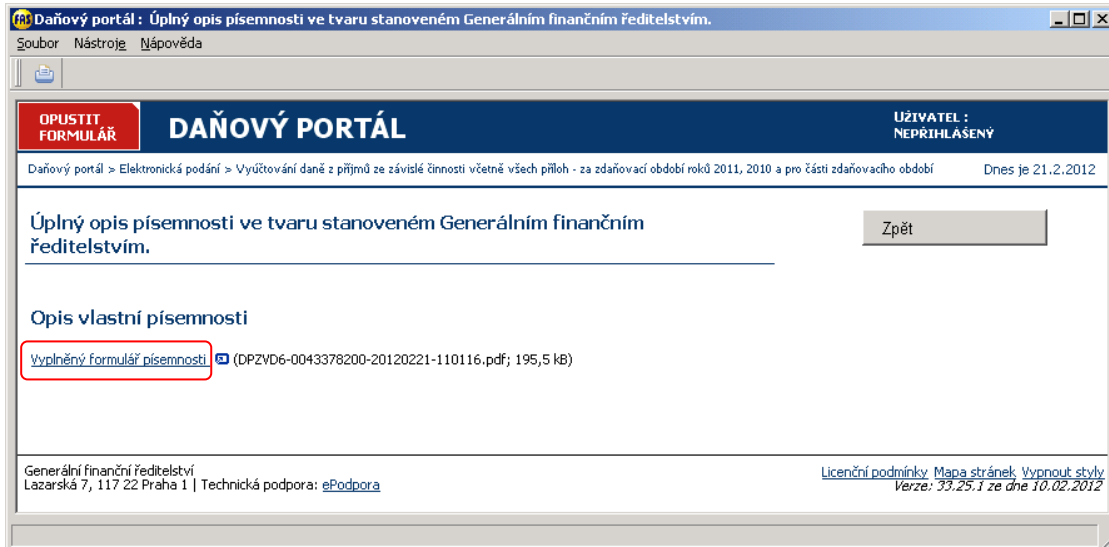 Daňový portál : Úplný opis písemnosti ve tvaru stanoveném Generálním finančním ředitelstvím.
Soubor Nástroje Nápověda
OPUSTIT
FORMULÁŘ
DAŇOVÝ PORTÁL
UŽIVATEL :
NEPŘIHLÁŠENÝ
Daňový portál > Elektronická podání > Vyúčtování daně z příjmů ze závislé činnosti včetně všech příloh - za zdaňovací období roků 2011, 2010 a pro části zdaňovacího období
Dnes je 21.2.2012
Úplný opis písemnosti ve tvaru stanoveném Generálním finančním
ředitelstvím.
Zpět
Opis vlastní písemnosti
Vyplněný formulář písemnosti (DPZVD6-0043378200-20120221-110116.pdf; 195,5 kB)
Generální finanční ředitelství
Lazarská 7, 117 22 Praha 1 | Technická podpora: ePodpora
Licenční podmínky Mapa stránek Vypnout styly
Verze: 33.25.1 ze dne 10.02.2012